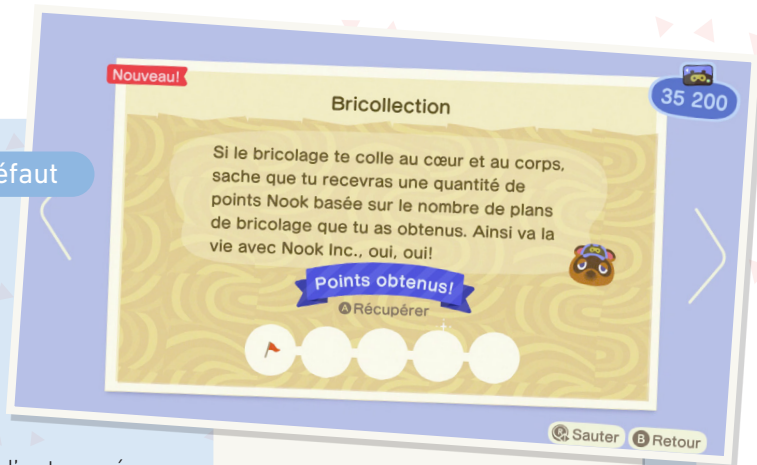 Nouveau!
35 200
Bricollection
éfaut
Si le bricolage te colle au cœur et au corps,
sache que tu recevras une quantité de
points Nook basée sur le nombre de plans
de bricolage que tu as obtenus. Ainsi va la
vie avec Nook Inc., oui, oui!
Points obtenus!
A Récupérer
R Sauter B Retour